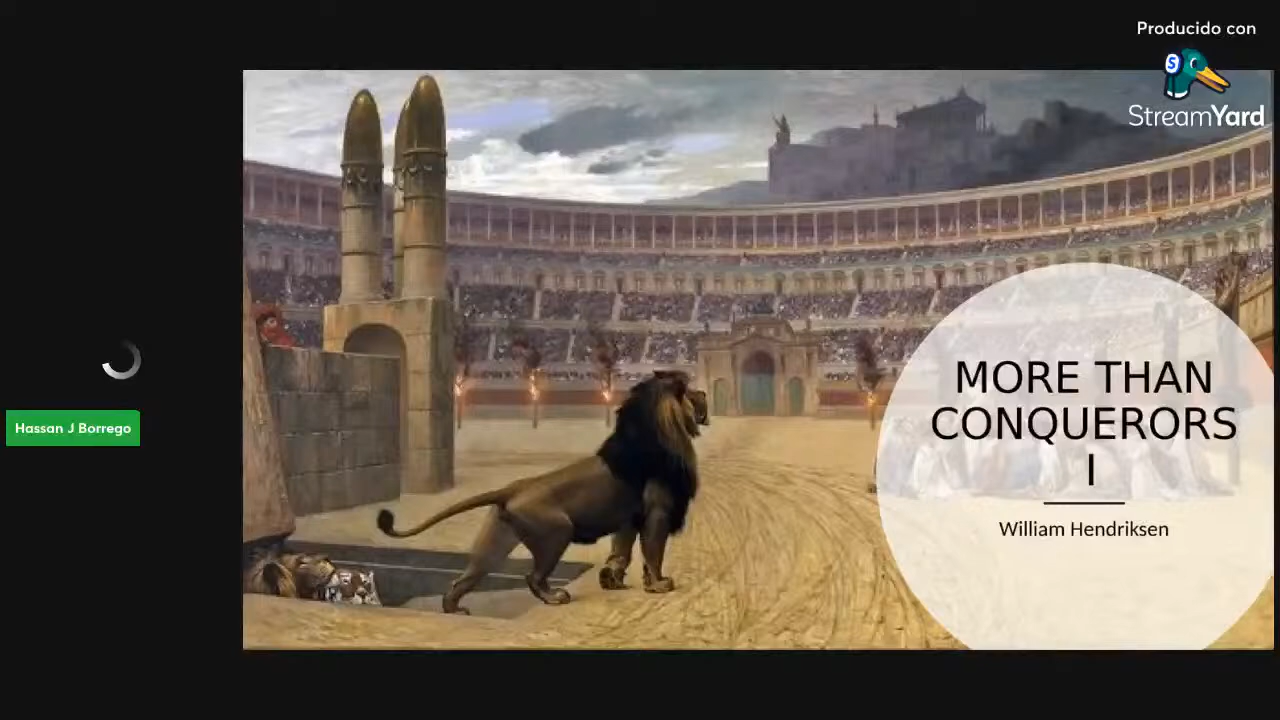 Producido con
StreamYard
Hassan J Borrego
MORE THAN
CONQUERORS
I
William Hendriksen